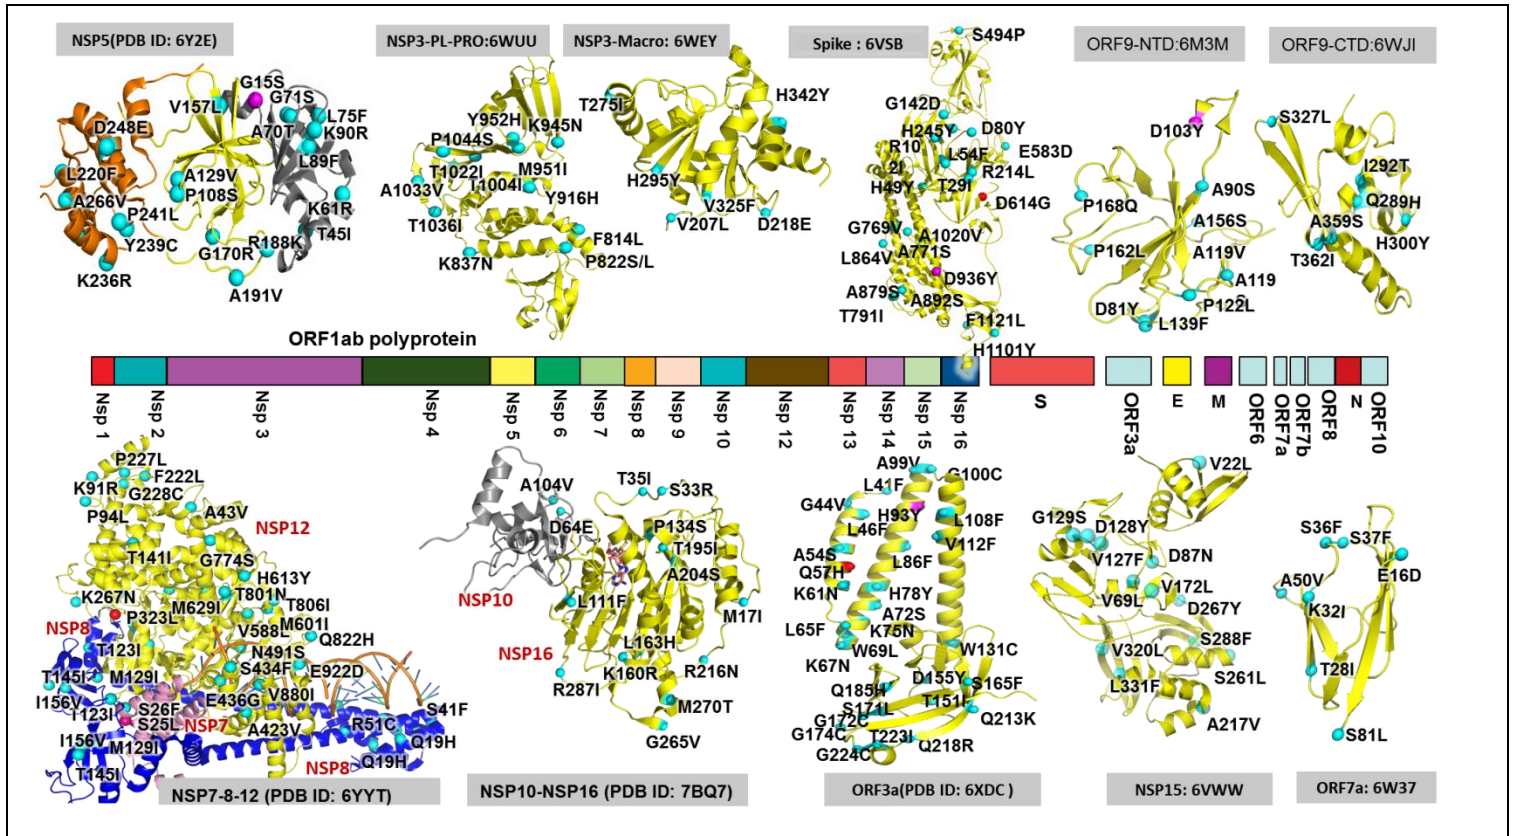 NSP5(PDB ID: 6Y2E)
NSP3-PL-PRO:6WUU
NSP3-Macro: 6WEY
Spike : 6VSB
ORF9-NTD:6M3M
ORF9-CTD:6WJI
G15S
V157L
G71S
L75F
A70T
K90R
D248E
L89F
L220F
A129V
P108S
A266V
P241L
K61R
Y239C
T45I
G170R
R188K
K236R
A191V
Y952H
K945N
P1044S
T1022I
M951I
T1004I
A1033V
Y916H
T1036I
F814L
K837N
P822S/L
T275I
H342Y
H295Y
V325F
V207L
D218E
S494P
G142D
H245Y
D80Y
R10
2I
L54F
E583D
R214L
H49Y
T29I
D614G
G769V
A1020V
L864V
A771S
D936Y
A879S
A892S
T791I
F1121L
H1101Y
D103Y
P168Q
A90S
A156S
P162L
A119V
A119
S
D81Y
P122L
L139F
S327L
I292T
Q289H
A359S
H300Y
T362I
ORF1ab polyprotein
Nsp 1
Nsp 2
Nsp 3
Nsp 4
Nsp 5
Nsp 6
Nsp 7
Nsp 8
Nsp 9
Nsp 10
Nsp 12
Nsp 13
Nsp 14
Nsp 15
Nsp 16
S
ORF3a
E
M
ORF6
ORF7a
ORF7b
ORF8
N
ORF10
P227L
F222L
K91R
G228C
P94L
A43V
NSP12
T141I
G774S
H613Y
K267N
T801N
M629I
T806I
P323L
M601I
NSP8
V588L
Q822H
T123I
N491S
T145I
M129I
S434F
E922D
I156V
V880I
T123I
S26F
E436G
S25L
NSP7
A423V
R51C
S41F
I156V
M129I
Q19H
T145I
NSP8
Q19H
NSP7-8-12 (PDB ID: 6YYT)
A104V
T35I
S33R
D64E
P134S
T195I
A204S
NSP10
L111F
M17I
L163H
NSP16
K160R
R216N
R287I
M270T
G265V
NSP10-NSP16 (PDB ID: 7BQ7)
A99V
G100C
L41F
G44V
H93Y
L46F
L108F
V112F
A54S
Q57H
L86F
K61N
H78Y
A72S
L65F
K75N
W69L
W131C
K67N
D155Y
Q185H
S165F
S171L
T151I
G172C
Q213K
G174C
T223I
Q218R
G224C
ORF3a(PDB ID: 6XDC )
V22L
G129S
D128Y
V127F
D87N
V172L
V69L
D267Y
S288F
V320L
S261L
L331F
A217V
NSP15: 6VWW
S36F
S37F
E16D
A50V
K32I
T28I
S81L
ORF7a: 6W37